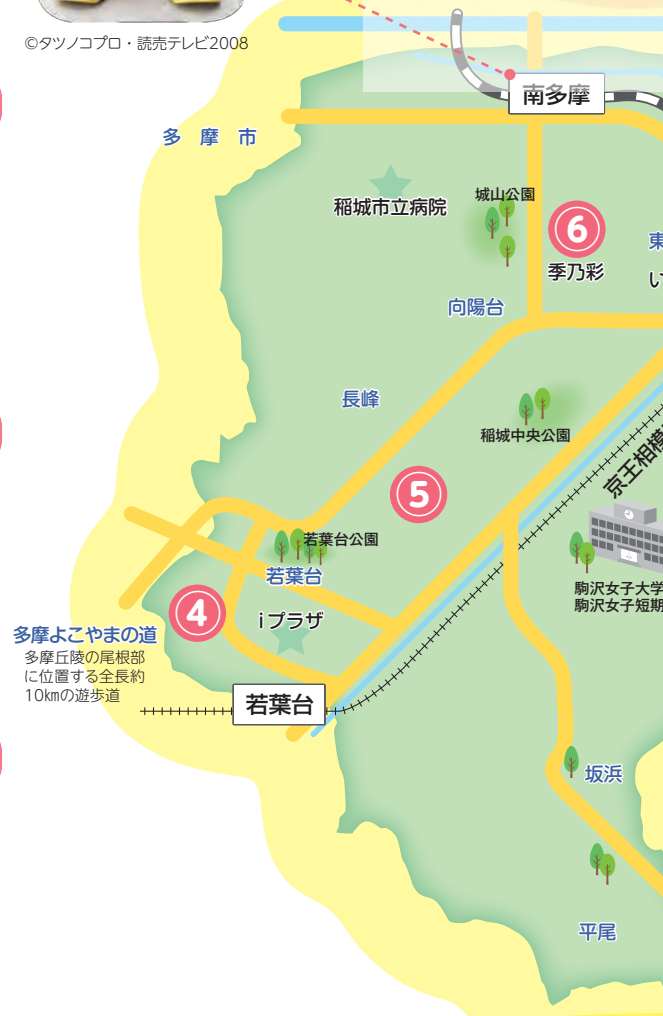 ©タツノコプロ・読売テレビ2008
南多摩
多摩市
城山公園
稲城市立病院
6
季乃彩
東
い
向陽台
長峰
稲城中央公園
京王相模
5
若葉台公園
若葉台
駒沢女子大学
駒沢女子短期
4
iプラザ
多摩よこやまの道
多摩丘陵の尾根部
に位置する全長約
10kmの遊歩道
若葉台
坂浜
平尾